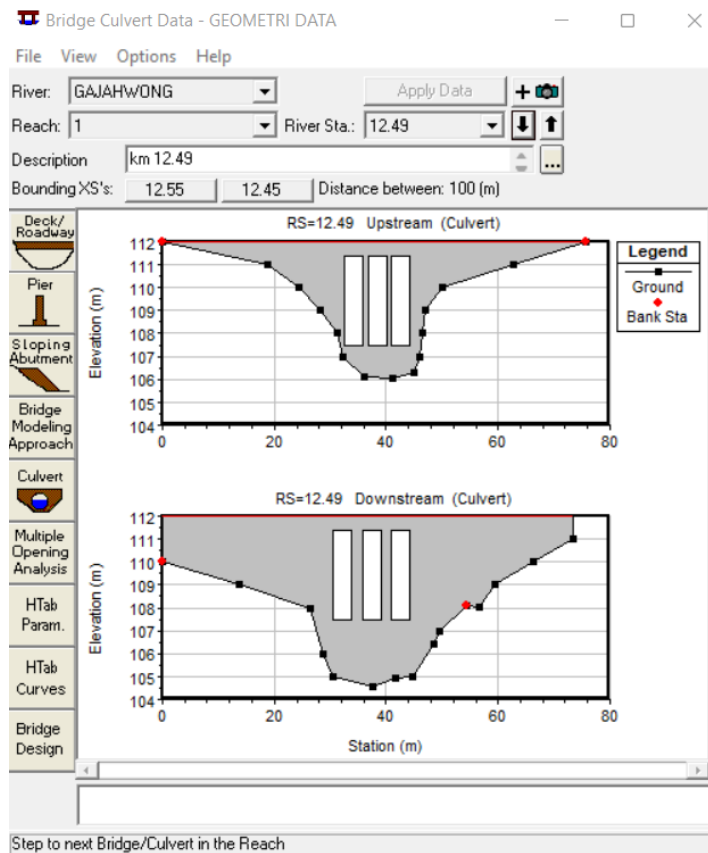 Bridge Culvert Data - GEOMETRI DATA
File View Options Help
River: GAJAHWONG Apply Data +
Reach: 1 River Sta.: 12.49
Description km 12.49 ...
Bounding XS's: 12.55 12.45 Distance between: 100 (m)
Deck/
Roadway
Pier
Sloping
Abutment
Bridge
Modeling
Approach
Culvert
Multiple
Opening
Analysis
HTab
Param.
HTab
Curves
Bridge
Design
RS=12.49 Upstream (Culvert)
112
111
110
109
108
107
106
105
104
Elevation (m)
0 20 40 60 80
Legend
Ground
Bank Sta
RS=12.49 Downstream (Culvert)
112
111
110
109
108
107
106
105
104
Elevation (m)
0 20 40 60 80
Station (m)
Step to next Bridge/Culvert in the Reach